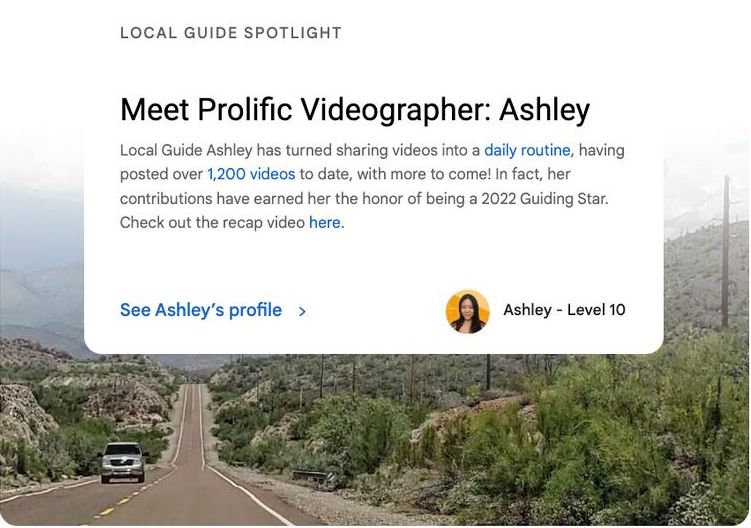 LOCAL GUIDE SPOTLIGHT
Meet Prolific Videographer: Ashley
Local Guide Ashley has turned sharing videos into a daily routine, having
posted over 1,200 videos to date, with more to come! In fact, her
contributions have earned her the honor of being a 2022 Guiding Star.
Check out the recap video here.
See Ashley’s profile >
Ashley - Level 10